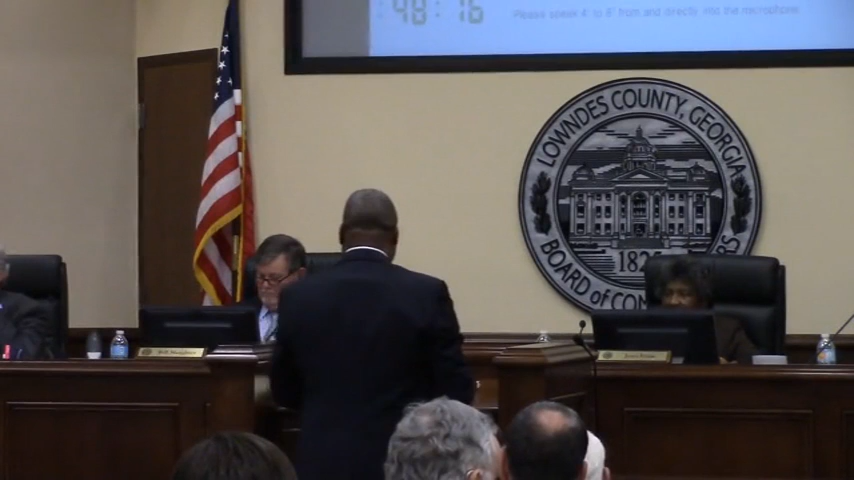 48:16
Please speak 4" to 6" from and directly into the microphone.
LOWNDES COUNTY, GEORGIA
182
BOARD of COM
RS